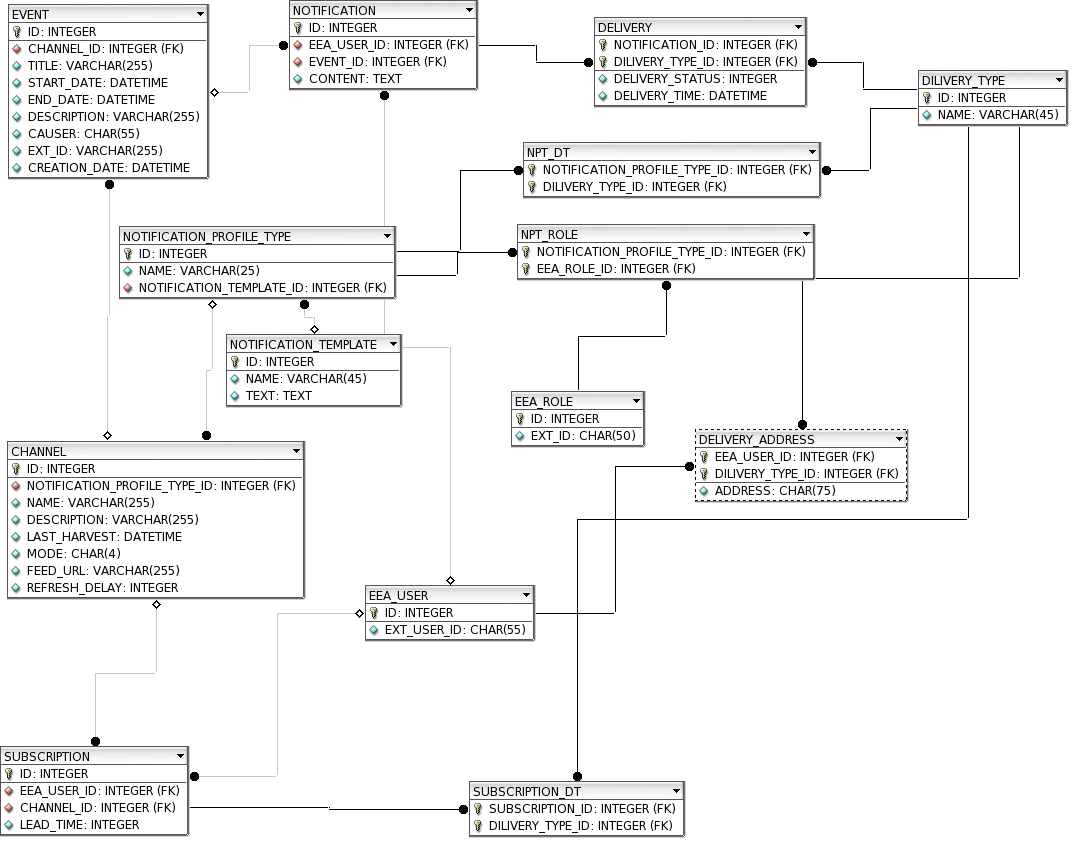 EVENT
ID: INTEGER
CHANNEL_ID: INTEGER (FK)
TITLE: VARCHAR(255)
START_DATE: DATETIME
END_DATE: DATETIME
DESCRIPTION: VARCHAR(255)
CAUSER: CHAR(55)
EXT_ID: VARCHAR(255)
CREATION_DATE: DATETIME
NOTIFICATION
ID: INTEGER
EEA_USER_ID: INTEGER (FK)
EVENT_ID: INTEGER (FK)
CONTENT: TEXT
DELIVERY
NOTIFICATION_ID: INTEGER (FK)
DILIVERY_TYPE_ID: INTEGER (FK)
DELIVERY_STATUS: INTEGER
DELIVERY_TIME: DATETIME
DILIVERY_TYPE
ID: INTEGER
NAME: VARCHAR(45)
NPT_DT
NOTIFICATION_PROFILE_TYPE_ID: INTEGER (FK)
DILIVERY_TYPE_ID: INTEGER (FK)
NOTIFICATION_PROFILE_TYPE
ID: INTEGER
NAME: VARCHAR(25)
NOTIFICATION_TEMPLATE_ID: INTEGER (FK)
NPT_ROLE
NOTIFICATION_PROFILE_TYPE_ID: INTEGER (FK)
EEA_ROLE_ID: INTEGER (FK)
NOTIFICATION_TEMPLATE
ID: INTEGER
NAME: VARCHAR(45)
TEXT: TEXT
EEA_ROLE
ID: INTEGER
EXT_ID: CHAR(50)
DELIVERY_ADDRESS
EEA_USER_ID: INTEGER (FK)
DILIVERY_TYPE_ID: INTEGER (FK)
ADDRESS: CHAR(75)
CHANNEL
ID: INTEGER
NOTIFICATION_PROFILE_TYPE_ID: INTEGER (FK)
NAME: VARCHAR(255)
DESCRIPTION: VARCHAR(255)
LAST_HARVEST: DATETIME
MODE: CHAR(4)
FEED_URL: VARCHAR(255)
REFRESH_DELAY: INTEGER
EEA_USER
ID: INTEGER
EXT_USER_ID: CHAR(55)
SUBSCRIPTION
ID: INTEGER
EEA_USER_ID: INTEGER (FK)
CHANNEL_ID: INTEGER (FK)
LEAD_TIME: INTEGER
SUBSCRIPTION_DT
SUBSCRIPTION_ID: INTEGER (FK)
DILIVERY_TYPE_ID: INTEGER (FK)